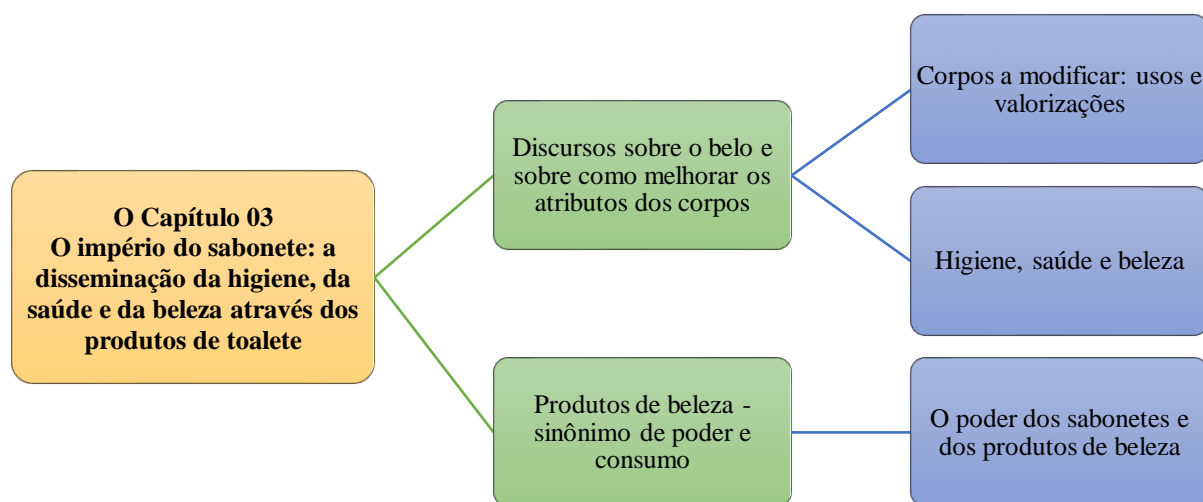 O Capítulo 03
O império do sabonete: a
disseminação da higiene, da
saúde e da beleza através dos
produtos de toalete
Discursos sobre o belo e
sobre como melhorar os
atributos dos corpos
Corpos a modificar: usos e
valorizações
Higiene, saúde e beleza
Produtos de beleza -
sinônimo de poder e
consumo
O poder dos sabonetes e
dos produtos de beleza